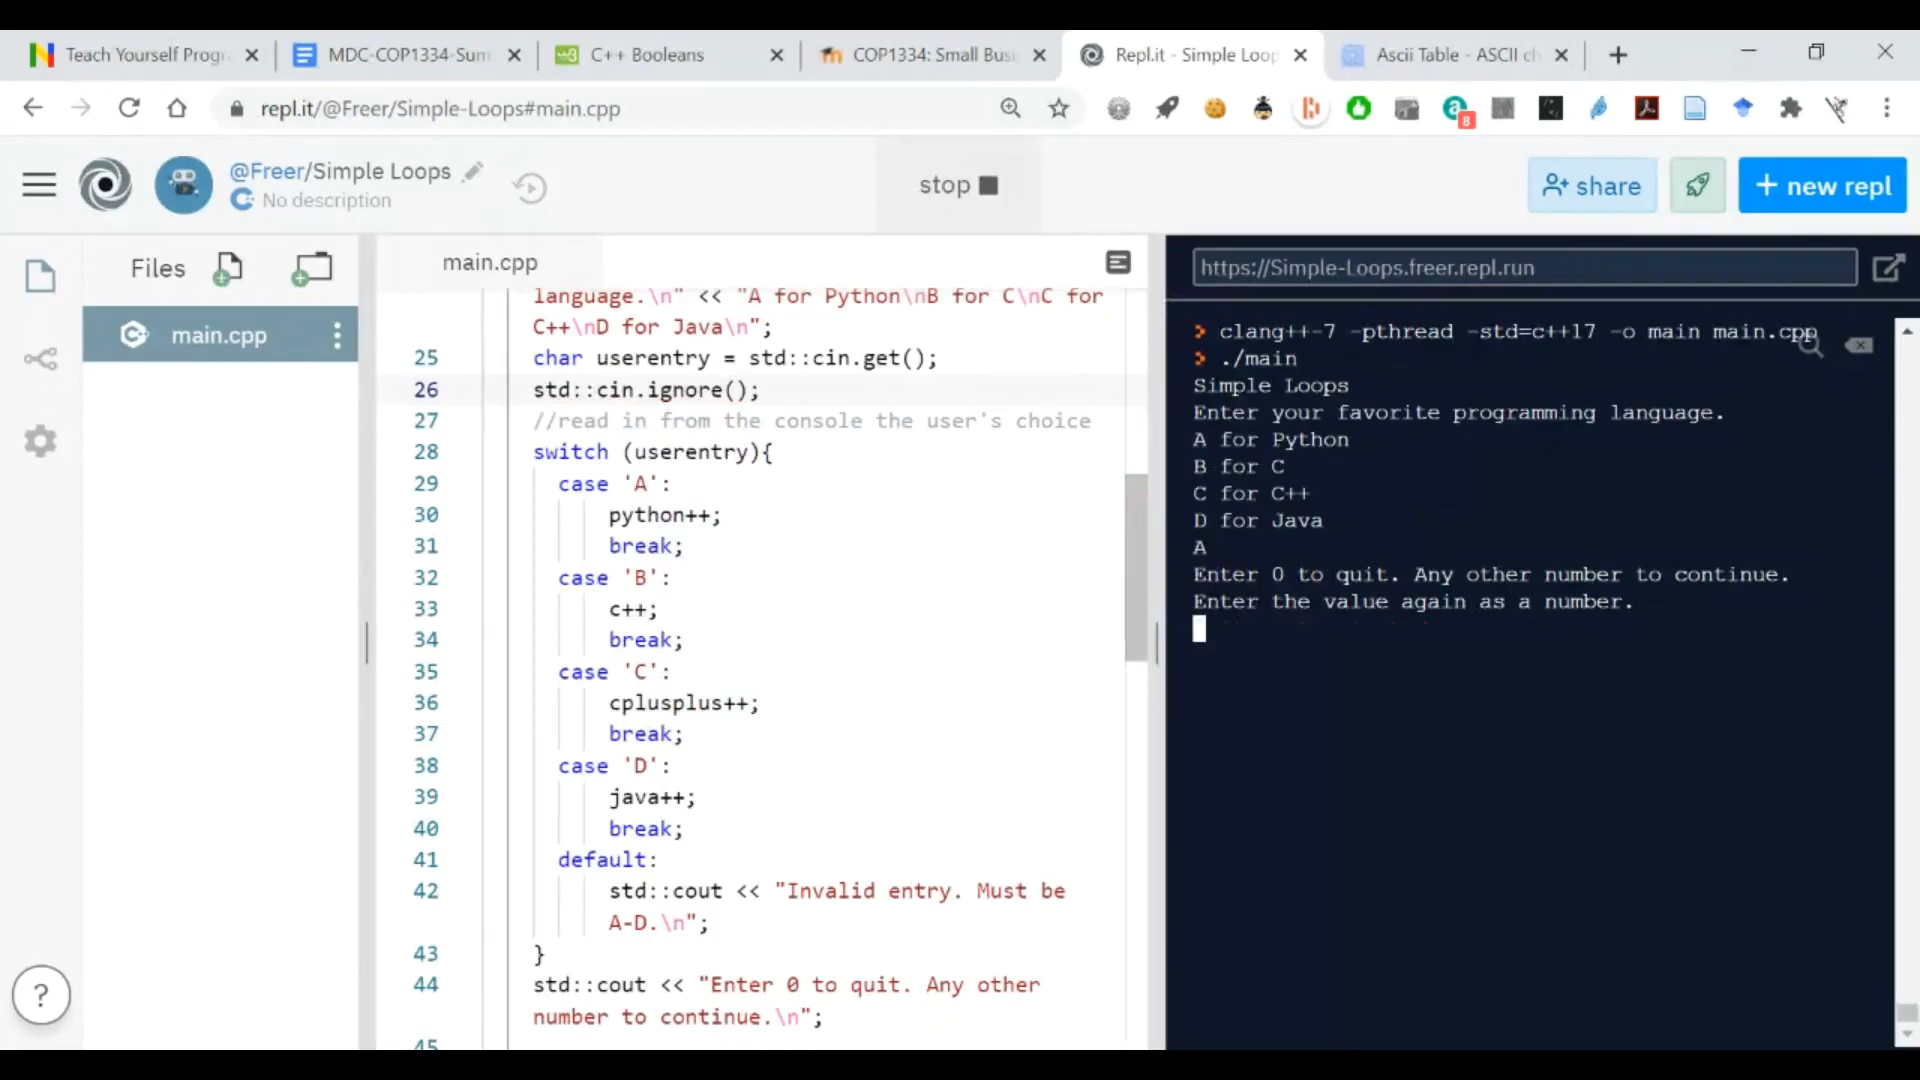 Teach Yourself Progr
MDC-COP1334-Sum
C++ Booleans
COP1334: Small Busi
Repl.it - Simple Loop
Ascii Table - ASCII ch
repl.it/@Freer/Simple-Loops#main.cpp
8
@Freer/Simple Loops
No description
stop
share
+ new repl
Files
main.cpp
main.cpp
language.\n" << "A for Python\nB for C\nC for
C++\nD for Java\n";
25 char userentry = std::cin.get();
26 std::cin.ignore();
27 //read in from the console the user's choice
28 switch (userentry){
29 case 'A':
30 python++;
31 break;
32 case 'B':
33 c++;
34 break;
35 case 'C':
36 cplusplus++;
37 break;
38 case 'D':
39 java++;
40 break;
41 default:
42 std::cout << "Invalid entry. Must be
A-D.\n";
43 }
44 std::cout << "Enter 0 to quit. Any other
number to continue.\n";
45
?
https://Simple-Loops.freer.repl.run
> clang++-7 -pthread -std=c++17 -o main main.cpp
> ./main
Simple Loops
Enter your favorite programming language.
A for Python
B for C
C for C++
D for Java
A
Enter 0 to quit. Any other number to continue.
Enter the value again as a number.